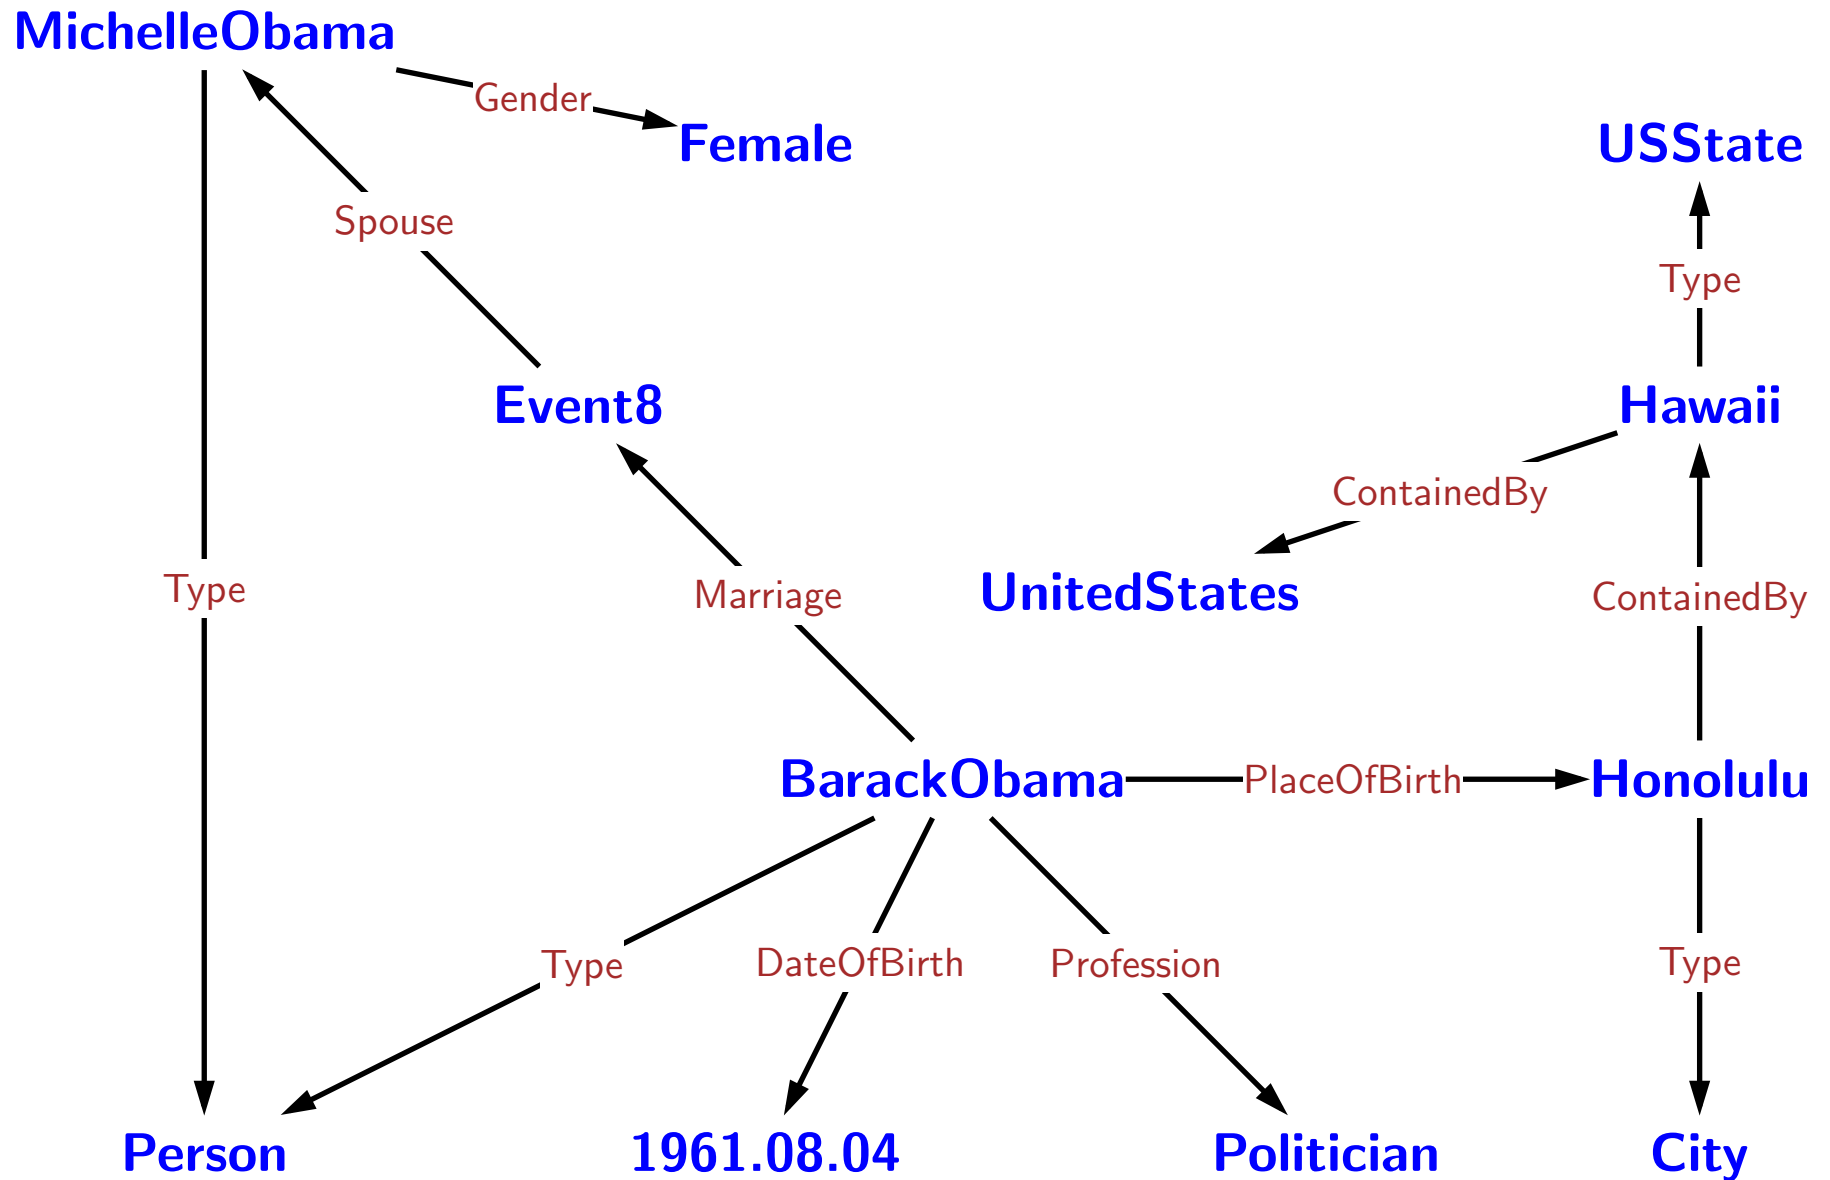 MichelleObama
Gender
Female
USState
Spouse
Type
Event8
Hawaii
ContainedBy
Type
Marriage
UnitedStates
ContainedBy
BarackObama
PlaceOfBirth
Honolulu
Type
DateOfBirth
Profession
Type
Person
1961.08.04
Politician
City